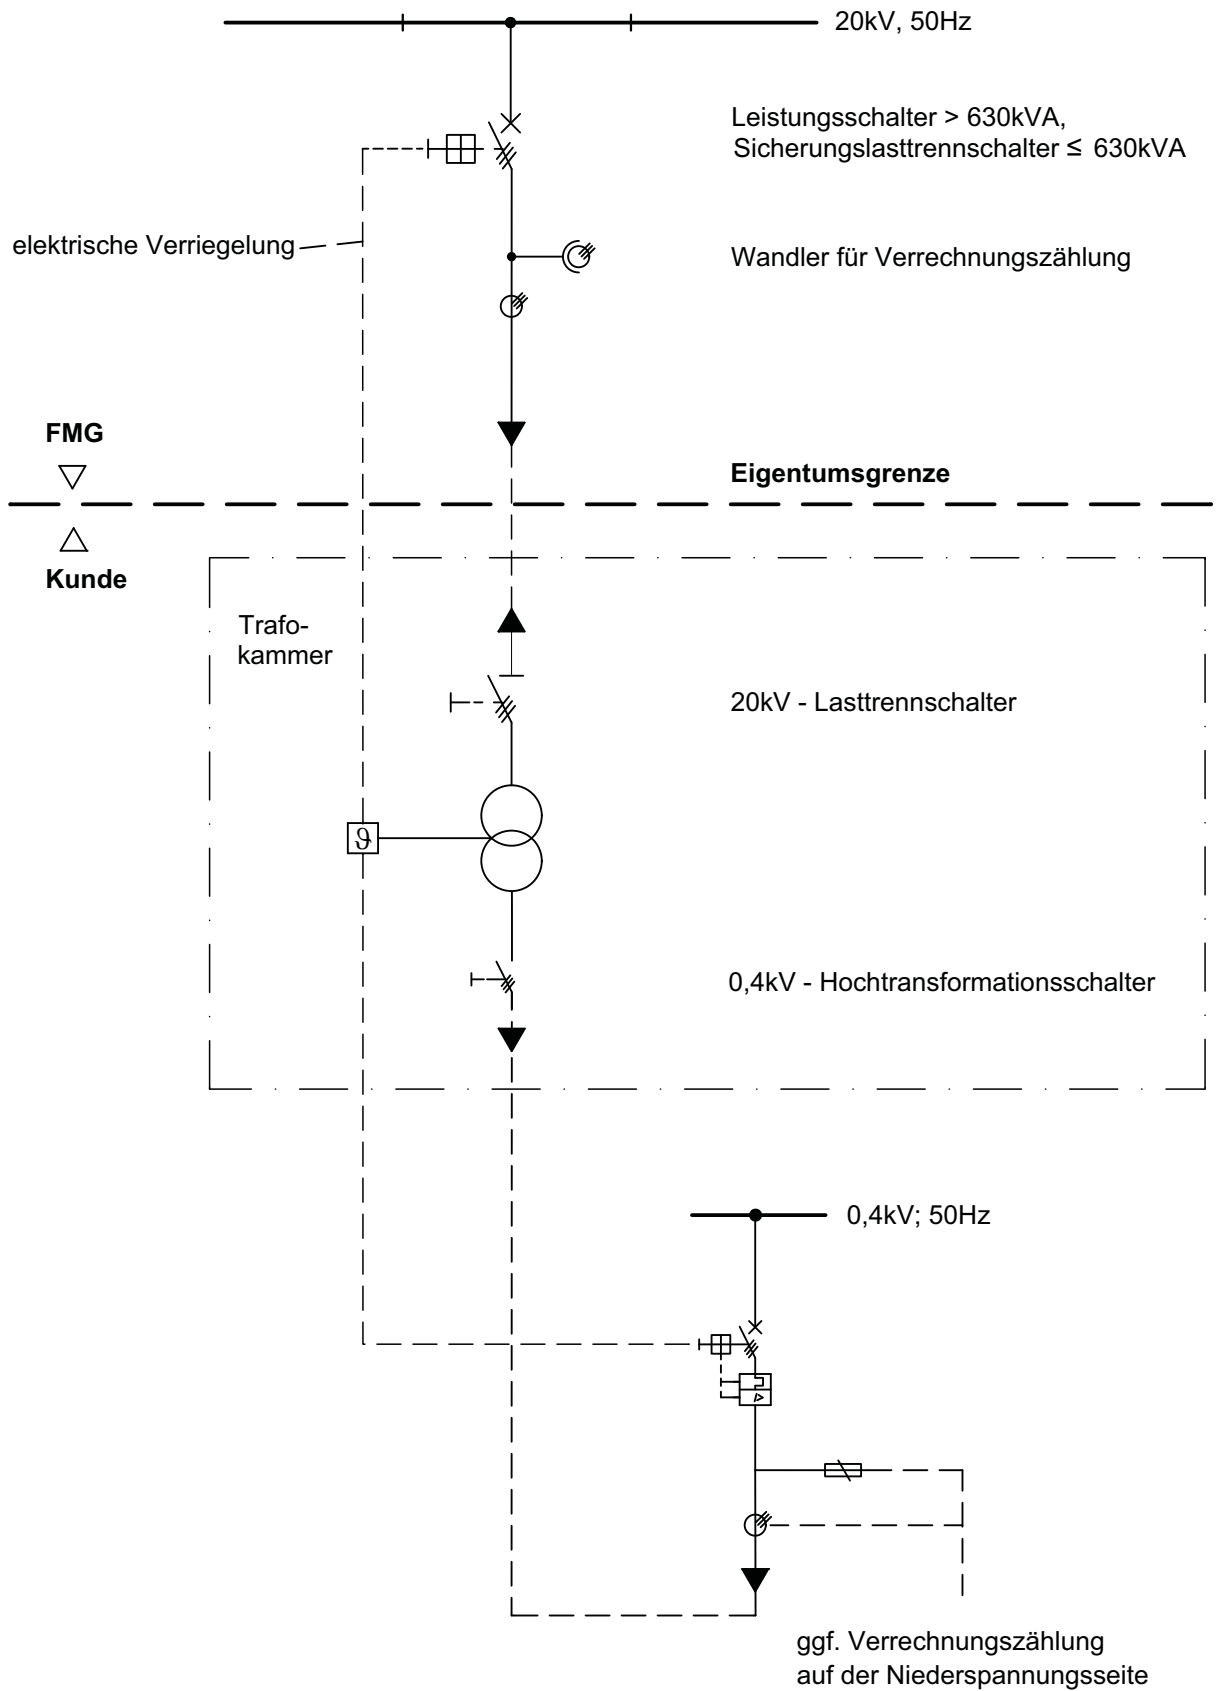 20kV, 50Hz
Leistungsschalter > 630kVA,
Sicherungslasttrennschalter ≤ 630kVA
elektrische Verriegelung
Wandler für Verrechnungszählung
FMG
Eigentumsgrenze
Kunde
Trafo-
kammer
20kV - Lasttrennschalter
ϑ
0,4kV - Hochtransformationsschalter
0,4kV; 50Hz
ggf. Verrechnungszählung
auf der Niederspannungsseite